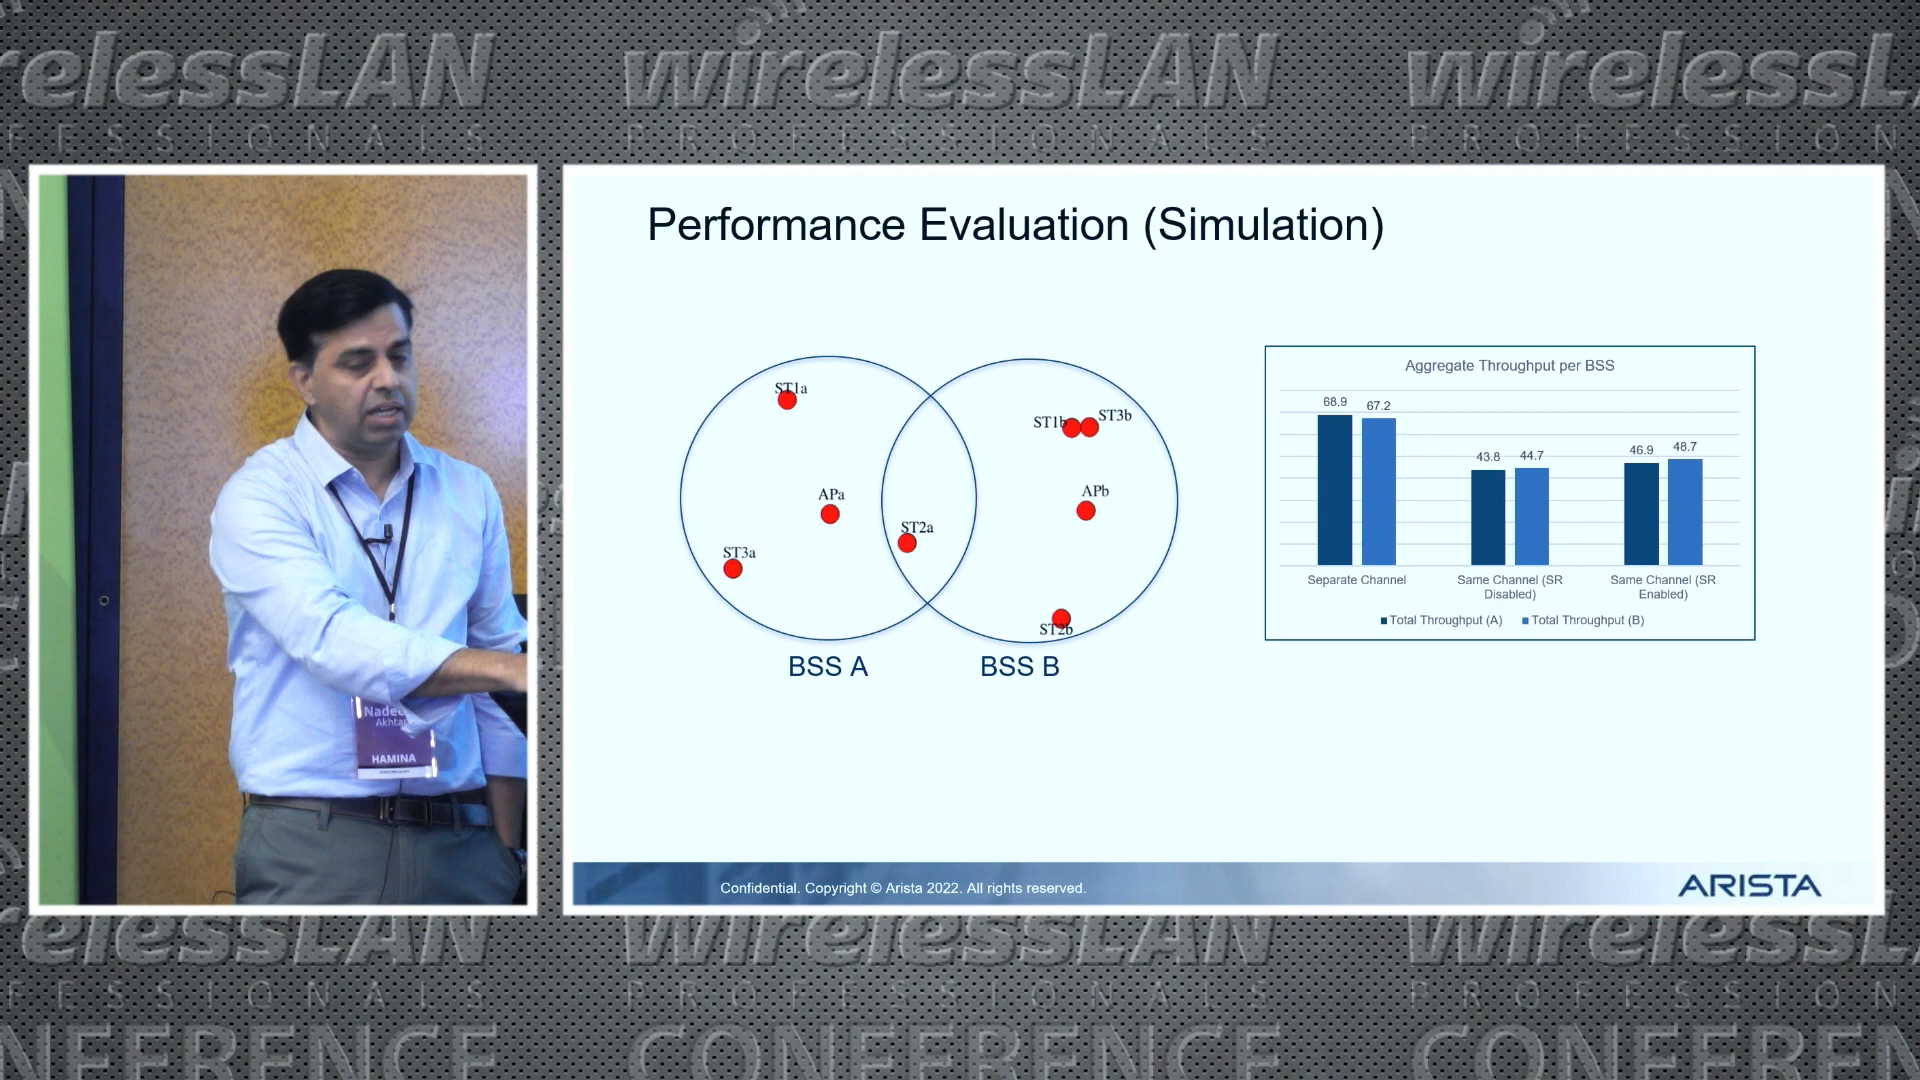 wirelessLAN
PROFESSIONALS
Performance Evaluation (Simulation)
ST1a
ST1b
ST3b
APa
APb
ST2a
ST3a
ST2b
BSS A
BSS B
Aggregate Throughput per BSS
68.9
67.2
43.8
44.7
46.9
48.7
Separate Channel
Same Channel (SR
Disabled)
Same Channel (SR
Enabled)
Total Throughput (A)
Total Throughput (B)
HAMINA
Confidential. Copyright © Arista 2022. All rights reserved.
ARISTA
wirelessLAN
PROFESSIONALS
CONFERENCE